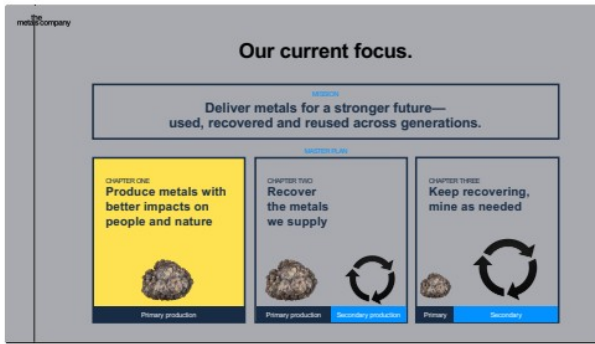 the
metals company
Our current focus.
MISSION
Deliver metals for a stronger future—
used, recovered and reused across generations.
MASTER PLAN
CHAPTER ONE
Produce metals with
better impacts on
people and nature
Primary production
CHAPTER TWO
Recover
the metals
we supply
Primary production
Secondary production
CHAPTER THREE
Keep recovering,
mine as needed
Primary
Secondary